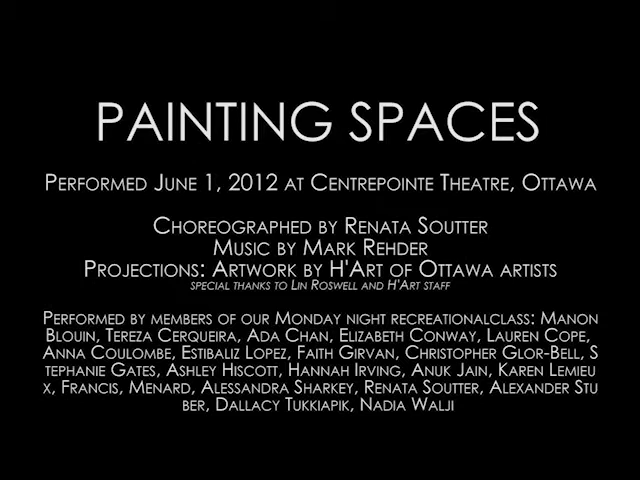 PAINTING SPACES
PERFORMED JUNE 1, 2012 AT CENTREPOINTE THEATRE, OTTAWA
CHOREOGRAPHED BY RENATA SOUTTER
MUSIC BY MARK REHDER
PROJECTIONS: ARTWORK BY H'ART OF OTTAWA ARTISTS
SPECIAL THANKS TO LIN ROSWELL AND H'ART STAFF
PERFORMED BY MEMBERS OF OUR MONDAY NIGHT RECREATIONALCLASS: MANON
BLOUIN, TEREZA CERQUEIRA, ADA CHAN, ELIZABETH CONWAY, LAUREN COPE,
ANNA COULOMBE, ESTIBALIZ LOPEZ, FAITH GIRVAN, CHRISTOPHER GLOR-BELL, S
TEPHANIE GATES, ASHLEY HISCOTT, HANNAH IRVING, ANUK JAIN, KAREN LEMIEU
X, FRANCIS, MENARD, ALESSANDRA SHARKEY, RENATA SOUTTER, ALEXANDER STU
BER, DALLACY TUKKIAPIK, NADIA WALJI